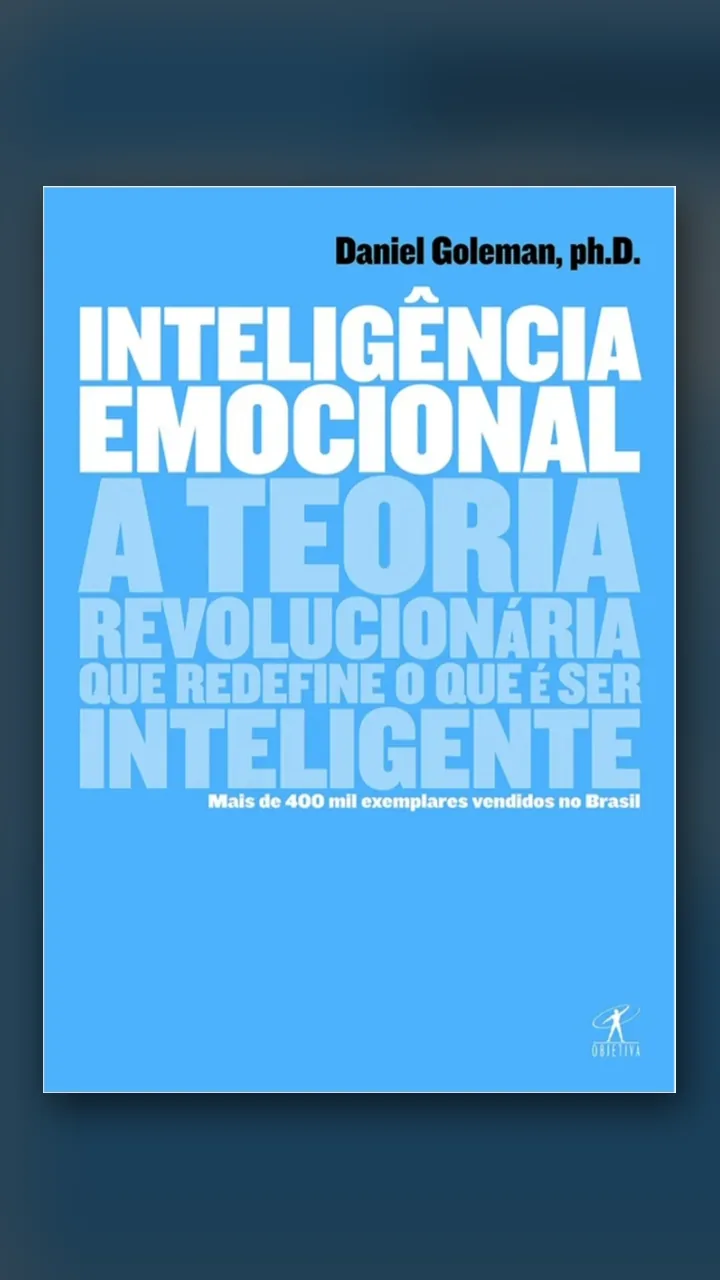 Daniel Goleman, ph.D.
INTELIGÊNCIA
EMOCIONAL
A TEORIA
REVOLUCIONáRIA
QUE REDEFINE O QUE é SER
INTELIGENTE
Mais de 400 mil exemplares vendidos no Brasil
OBJETIVA